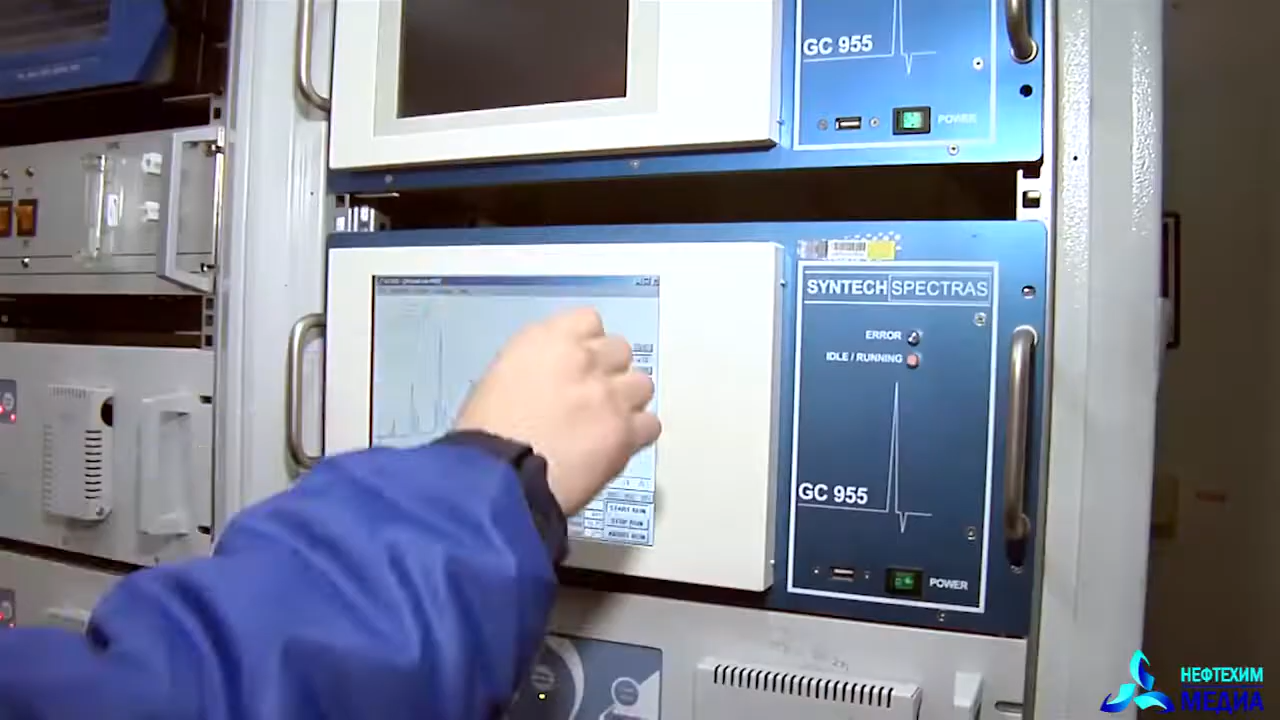 GC 955
POWER
SYNTECH SPECTRAS
ERROR
IDLE / RUNNING
GC 955
START RUN
STOP RUN
POWER
НЕФТЕХИМ
МЕДИА